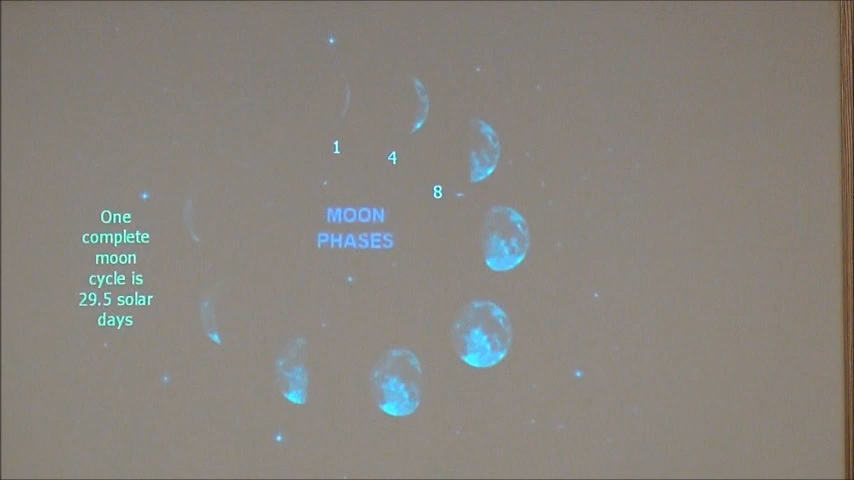 1
4
8
MOON
PHASES
One
complete
moon
cycle is
29.5 solar
days